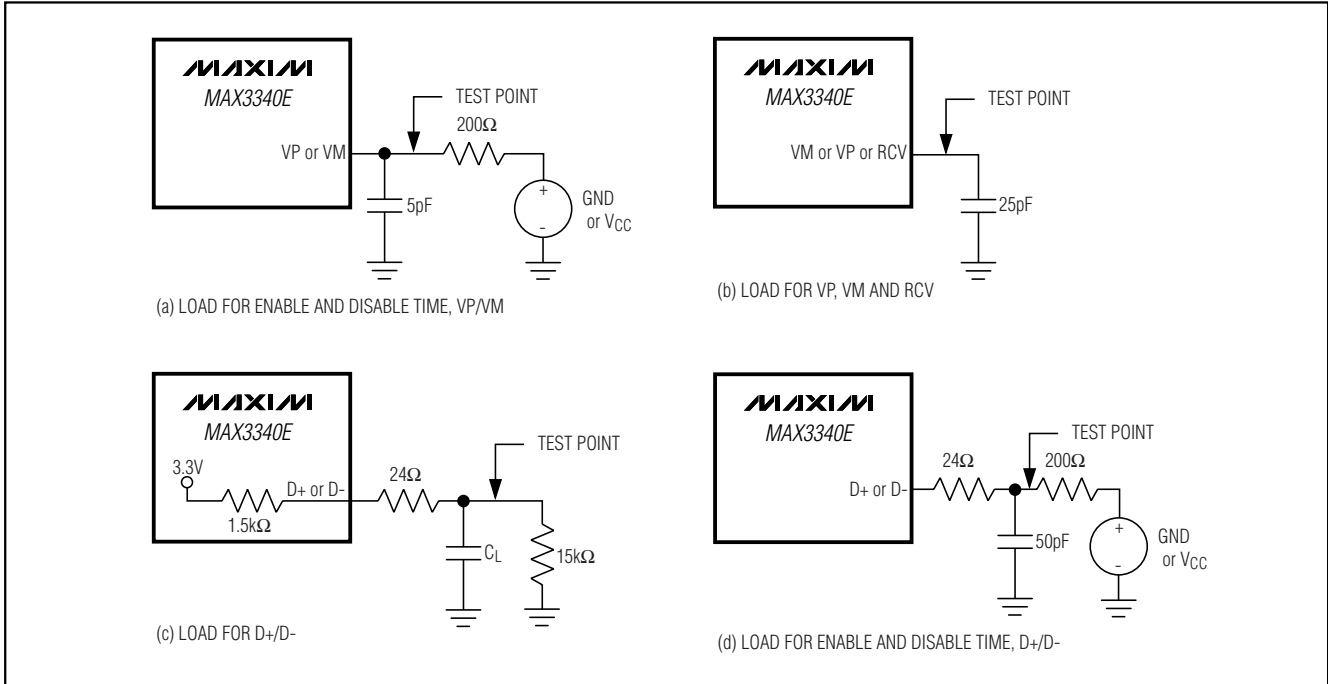 MAXIM
MAX3340E
TEST POINT
200Ω
VP or VM
5pF
+
-
GND
or VCC
(a) LOAD FOR ENABLE AND DISABLE TIME, VP/VM
MAXIM
MAX3340E
TEST POINT
VM or VP or RCV
25pF
(b) LOAD FOR VP, VM AND RCV
MAXIM
MAX3340E
3.3V
1.5kΩ
D+ or D-
24Ω
TEST POINT
CL
15kΩ
(c) LOAD FOR D+/D-
MAXIM
MAX3340E
TEST POINT
24Ω
200Ω
D+ or D-
50pF
+
-
GND
or VCC
(d) LOAD FOR ENABLE AND DISABLE TIME, D+/D-